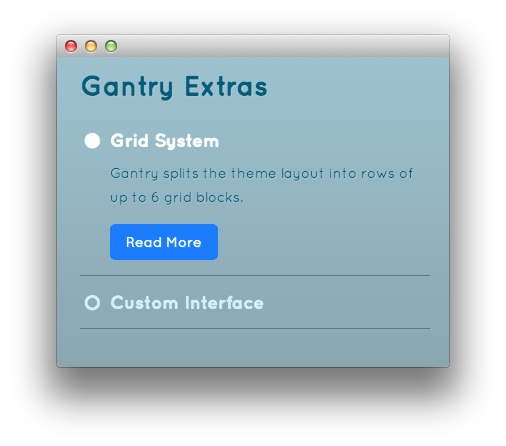 Gantry Extras
Grid System
Gantry splits the theme layout into rows of
up to 6 grid blocks.
Read More
Custom Interface